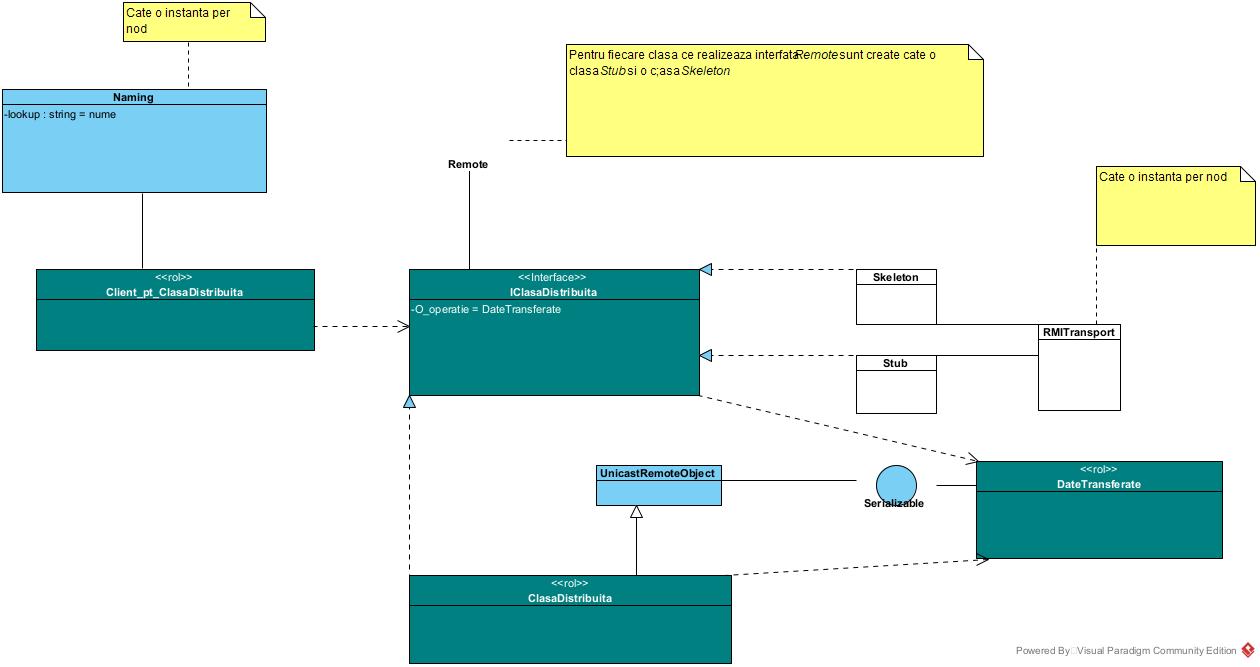 Cate o instanta per
nod
Naming
-lookup : string = nume
Pentru fiecare clasa ce realizeaza interfata Remote sunt create cate o
clasa Stub si o c;asa Skeleton
Remote
Cate o instanta per nod
<<rol>>
Client_pt_ClasaDistribuita
<<Interface>>
IClasaDistribuita
-O_operatie = DateTransferate
Skeleton
RMITransport
Stub
UnicastRemoteObject
Serializable
<<rol>>
DateTransferate
<<rol>>
ClasaDistribuita
Powered By Visual Paradigm Community Edition